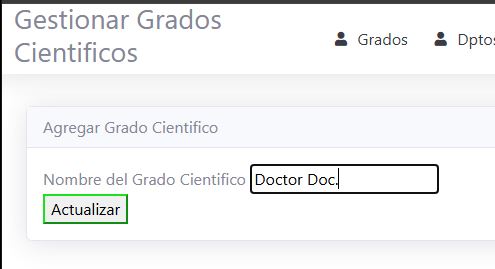 Gestionar Grados
Cientificos
Grados
Dptos
Agregar Grado Cientifico
Nombre del Grado Cientifico Doctor Doc.
Actualizar